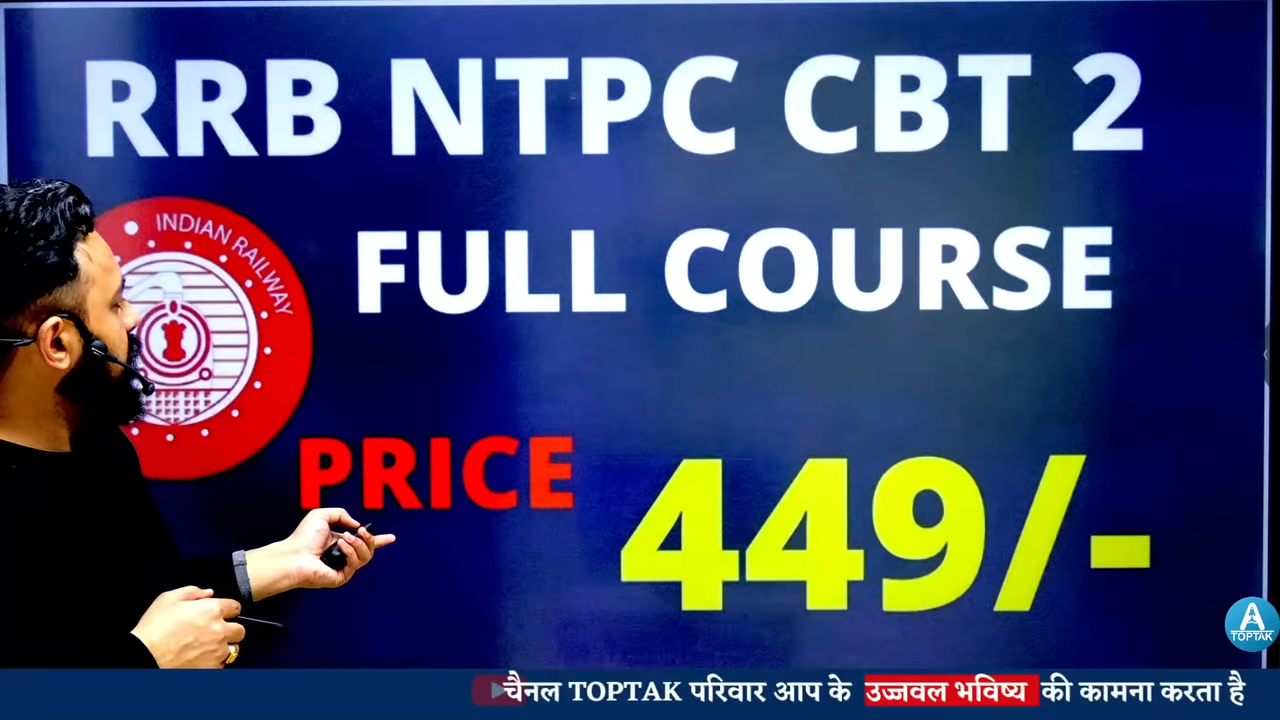 RRB NTPC CBT 2
INDIAN RAILWAY
FULL COURSE
PRICE
449/-
TOPTAK
चैनल TOPTAK परिवार आप के उज्जवल भविष्य की कामना करता है